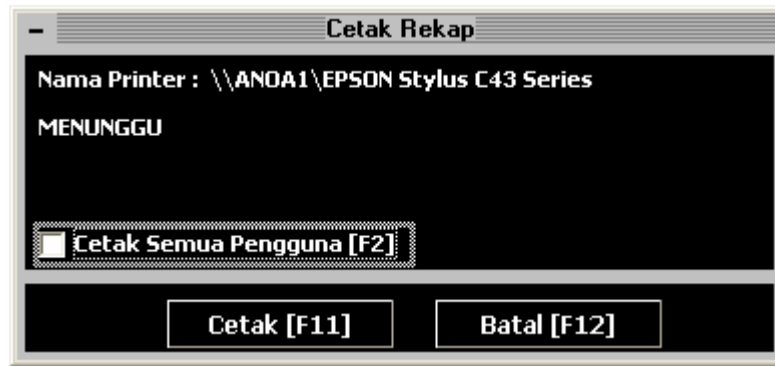 Cetak Rekap
Nama Printer : \\ANOA1\EPSON Stylus C43 Series
MENUNGGU
Cetak Semua Pengguna [F2]
Cetak [F11] Batal [F12]